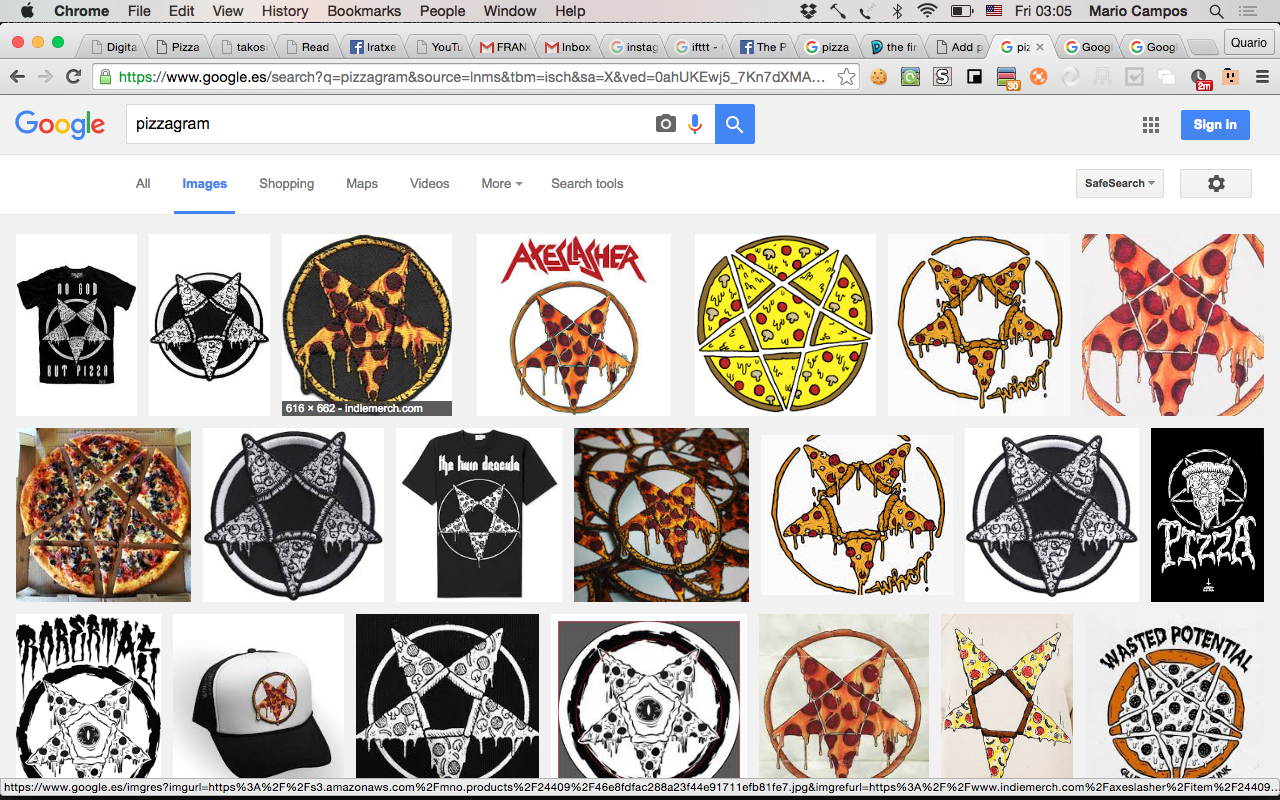 Chrome File Edit View History Bookmarks People Window Help Fri 03:05 Mario Campos
Digita Pizza takos Read Iratxe YouTu FRAN Inbox instag ifttt - The P pizza the fir Add p piz Goog Googl Quario
https://www.google.es/search?q=pizzagram&source=lnms&tbm=isch&sa=X&ved=0ahUKEwj5_7Kn7dXMA...
30
2m
Google pizzagram Sign in
All Images Shopping Maps Videos More Search tools SafeSearch
NO GOD
BUT PIZZA
616 × 662 - indiemerch.com
AXESLASHER
the twin dracula
PIZZA
ROBERTA'S
WASTED POTENTIAL
https://www.google.es/imgres?imgurl=https%3A%2F%2Fs3.amazonaws.com%2Fmno.products%2F24409%2F46e8fdfac288a23f44e91711efb81fe7.jpg&imgrefurl=https%3A%2F%2Fwww.indiemerch.com%2Faxeslasher%2Fitem%2F24409...